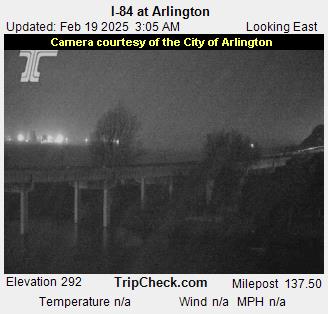 I-84 at Arlington
Updated: Feb 19 2025 3:05 AM Looking East
Camera courtesy of the City of Arlington
Elevation 292 TripCheck.com Milepost 137.50
Temperature n/a Wind n/a MPH n/a